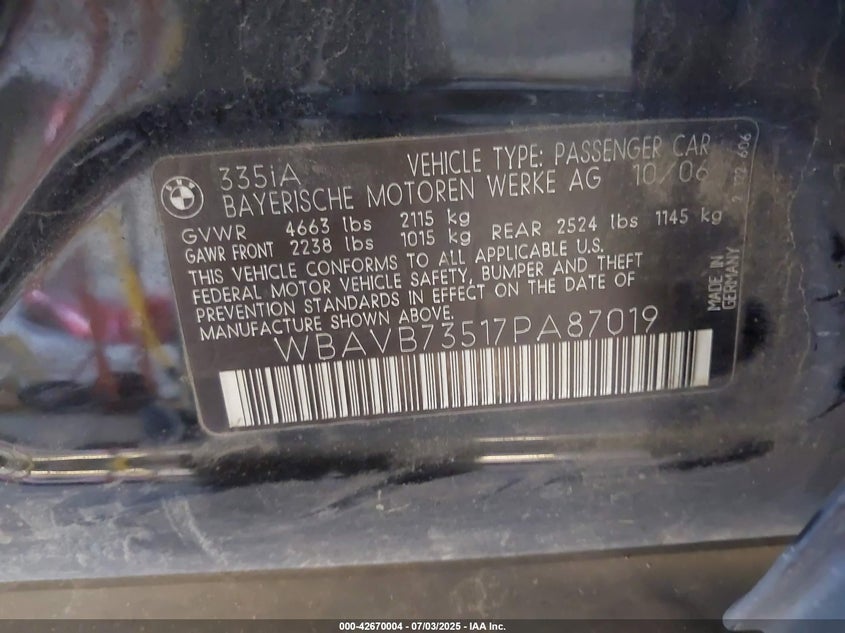 335iA VEHICLE TYPE: PASSENGER CAR
BAYERISCHE MOTOREN WERKE AG 10/06
GVWR 4663 lbs 2115 kg
GAWR FRONT 2238 lbs 1015 kg REAR 2524 lbs 1145 kg
THIS VEHICLE CONFORMS TO ALL APPLICABLE U.S.
FEDERAL MOTOR VEHICLE SAFETY, BUMPER AND THEFT
PREVENTION STANDARDS IN EFFECT ON THE DATE OF
MANUFACTURE SHOWN ABOVE.
WBAVB73517PA87019
MADE IN
GERMANY
000-42670004 / 07/03/2025 - IAA Inc.